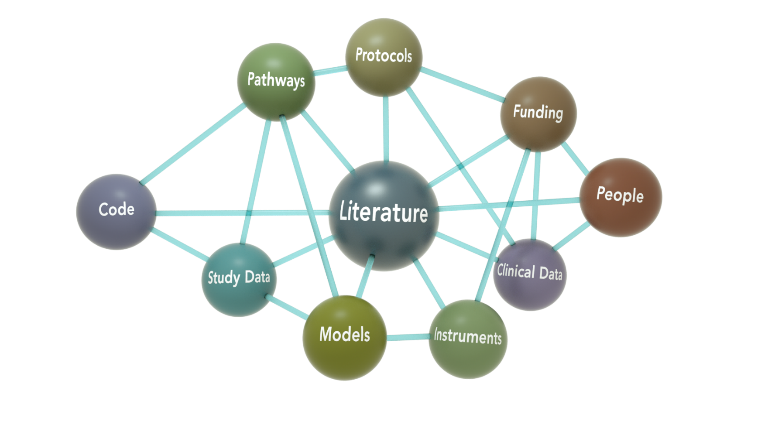 Protocols
Pathways
Funding
People
Code
Literature
Clinical Data
Study Data
Models
Instruments